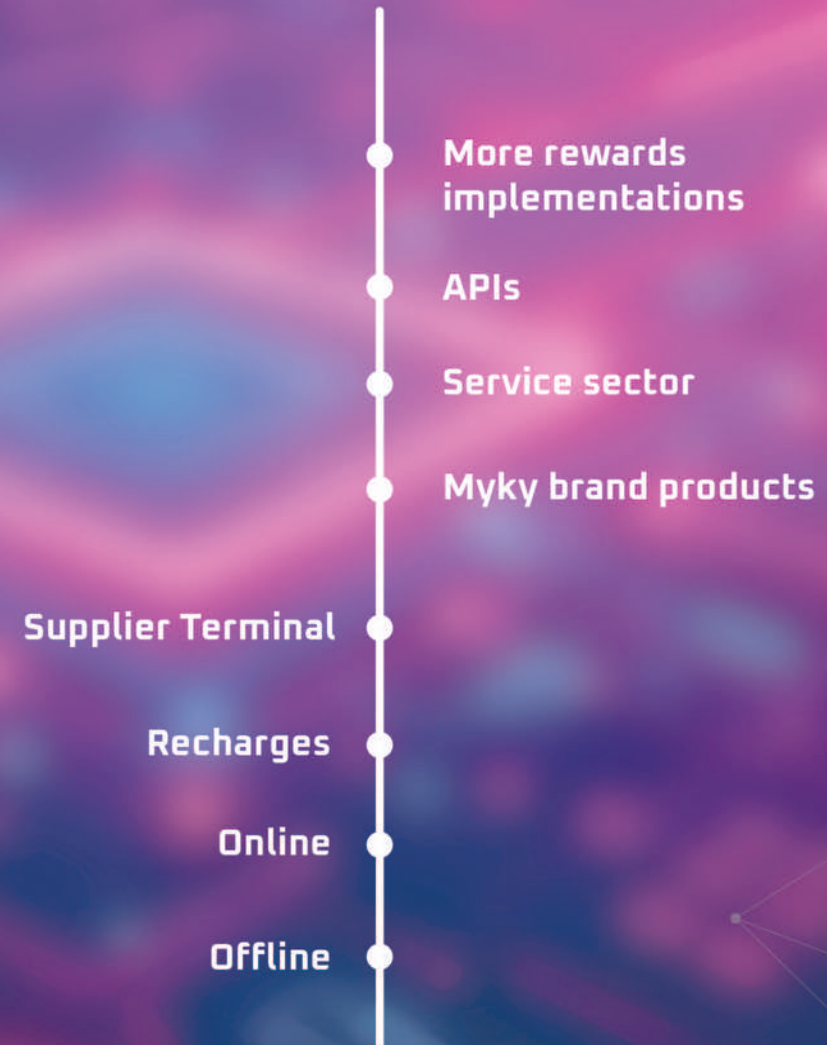 More rewards
implementations
APIs
Service sector
Myky brand products
Supplier Terminal
Recharges
Online
Offline